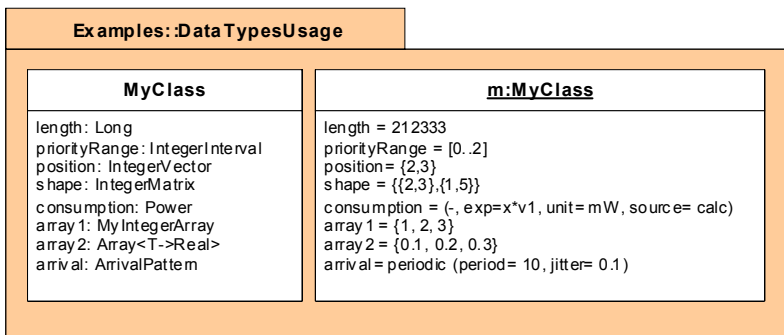 Examples::DataTypesUsage
MyClass
length: Long
priorityRange: IntegerInterval
position: IntegerVector
shape: IntegerMatrix
consumption: Power
array1: MyIntegerArray
array2: Array<T->Real>
arrival: ArrivalPattern
m:MyClass
length = 212333
priorityRange = [0..2]
position= {2,3}
shape = {{2,3},{1,5}}
consumption = (-, exp=x*v1, unit= mW, source= calc)
array1 = {1, 2, 3}
array2 = {0.1, 0.2, 0.3}
arrival= periodic (period= 10, jitter= 0.1)